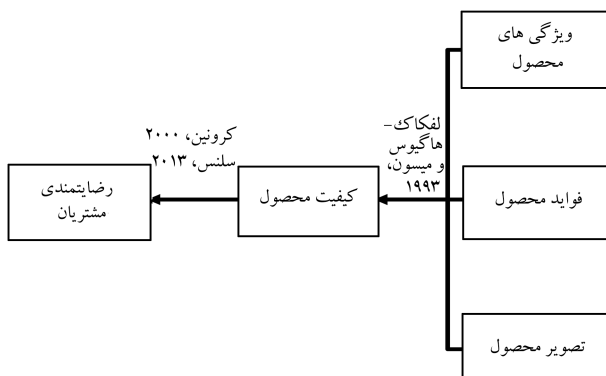 ویژگی های
محصول
لفکاک-
هاگیوس
و میسون،
۱۹۹۳
کرونین، ۲۰۰۰
سلنس، ۲۰۱۳
رضایتمندی
مشتریان
کیفیت محصول
فواید محصول
تصویر محصول